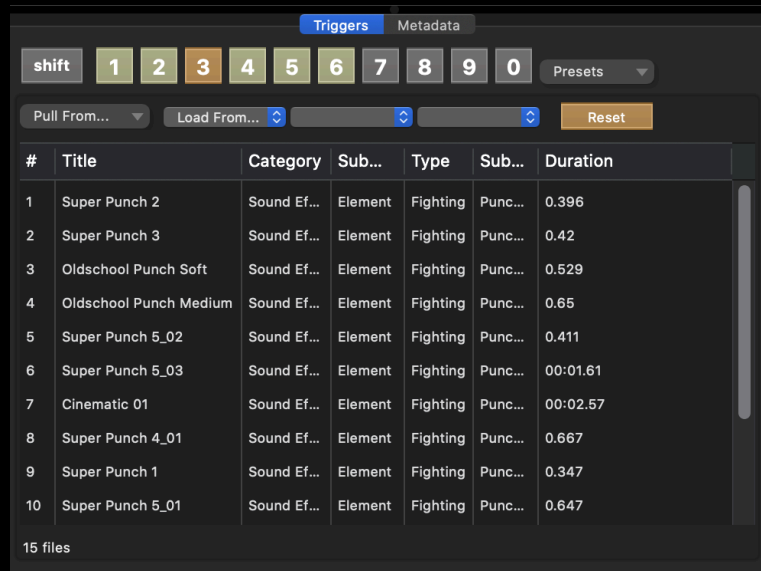 Triggers Metadata
shift 1 2 3 4 5 6 7 8 9 0 Presets
Pull From... Load From... Reset
# Title Category Sub... Type Sub... Duration
1 Super Punch 2 Sound Ef... Element Fighting Punc... 0.396
2 Super Punch 3 Sound Ef... Element Fighting Punc... 0.42
3 Oldschool Punch Soft Sound Ef... Element Fighting Punc... 0.529
4 Oldschool Punch Medium Sound Ef... Element Fighting Punc... 0.65
5 Super Punch 5_02 Sound Ef... Element Fighting Punc... 0.411
6 Super Punch 5_03 Sound Ef... Element Fighting Punc... 00:01.61
7 Cinematic 01 Sound Ef... Element Fighting Punc... 00:02.57
8 Super Punch 4_01 Sound Ef... Element Fighting Punc... 0.667
9 Super Punch 1 Sound Ef... Element Fighting Punc... 0.347
10 Super Punch 5_01 Sound Ef... Element Fighting Punc... 0.647
15 files